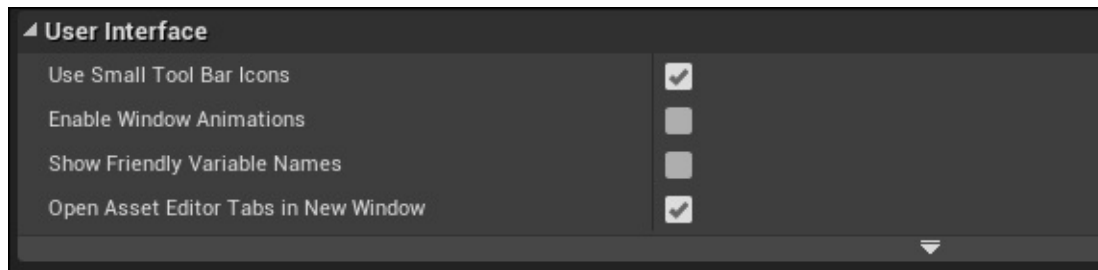 User Interface
Use Small Tool Bar Icons
Enable Window Animations
Show Friendly Variable Names
Open Asset Editor Tabs in New Window